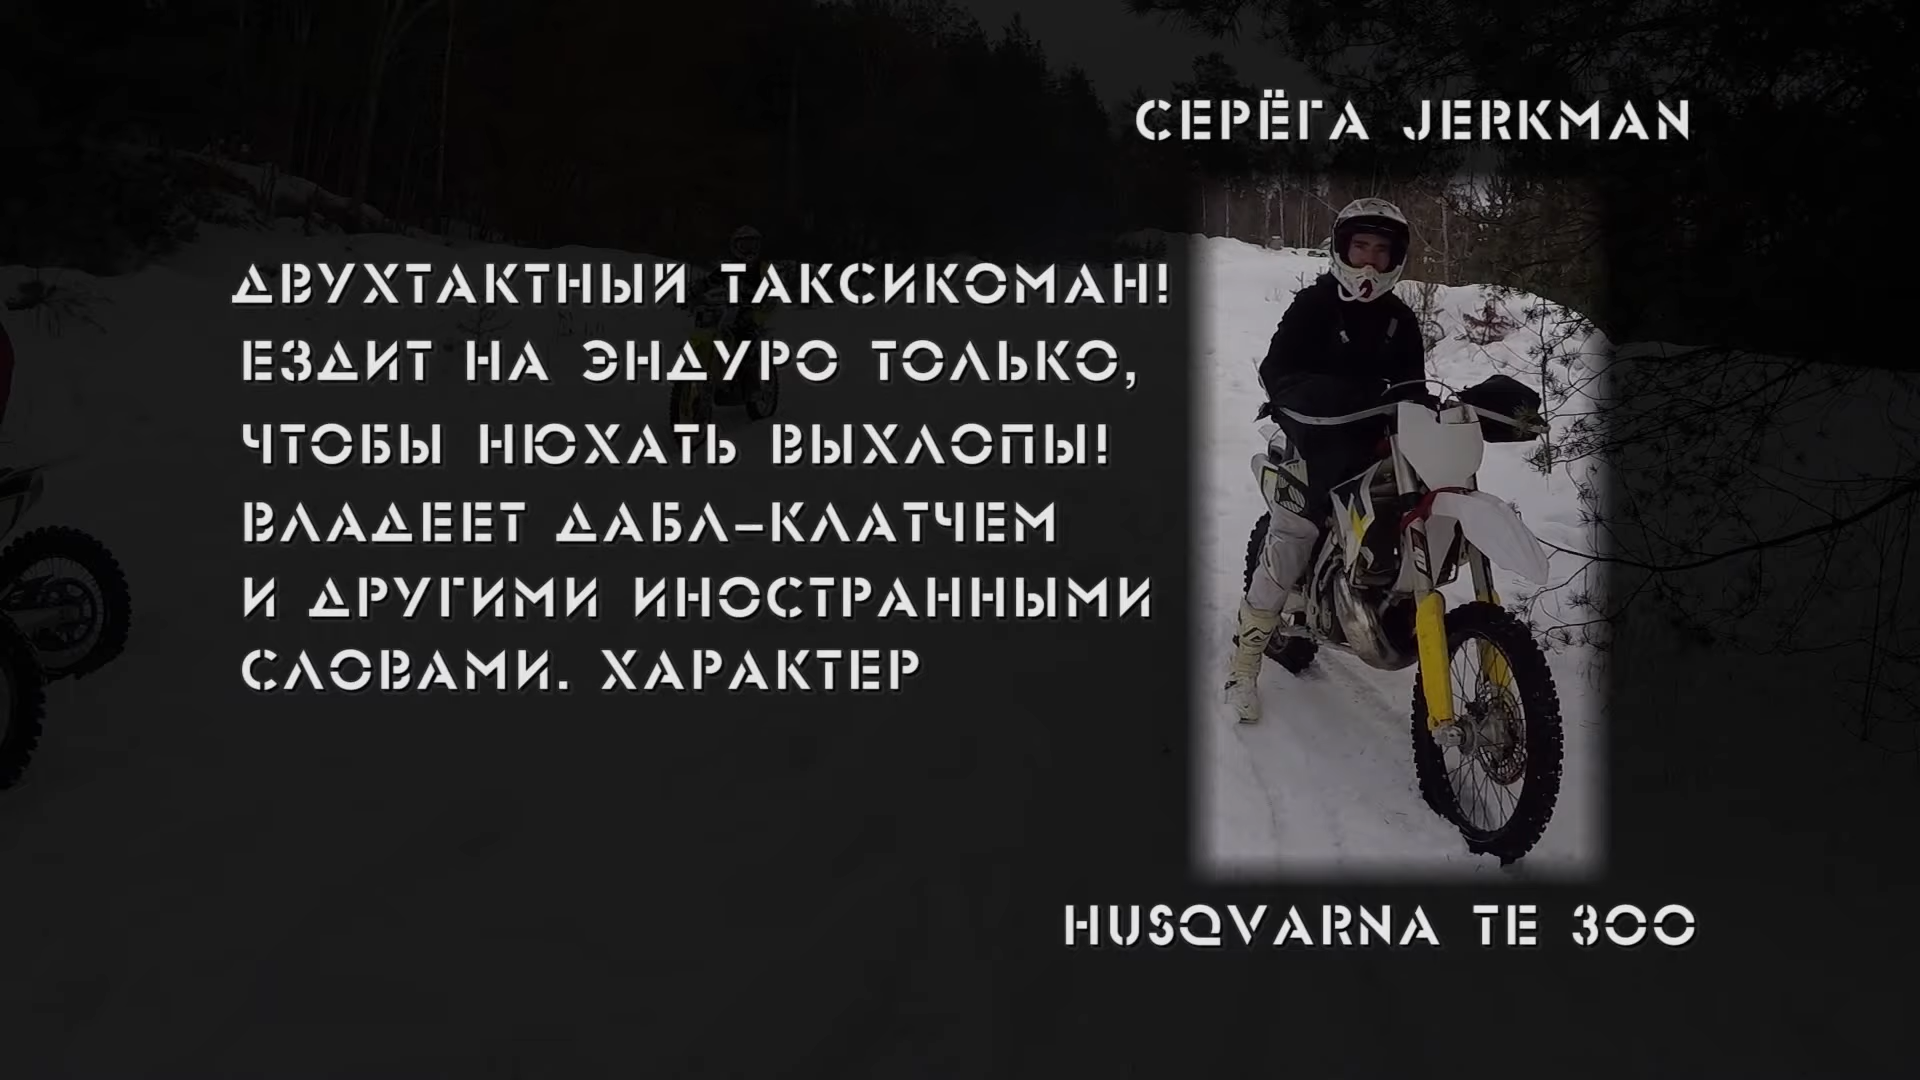 СЕРЁГА JERKMAN
ДВУХТАКТНЫЙ ТАКСИКОМАН!
ЕЗДИТ НА ЭНДУРО ТОЛЬКО,
ЧТОБЫ НЮХАТЬ ВЫХЛОПЫ!
ВЛАДЕЕТ ДАБЛ-КЛАТЧЕМ
И ДРУГИМИ ИНОСТРАННЫМИ
СЛОВАМИ. ХАРАКТЕР
HUSQVARNA TE 300